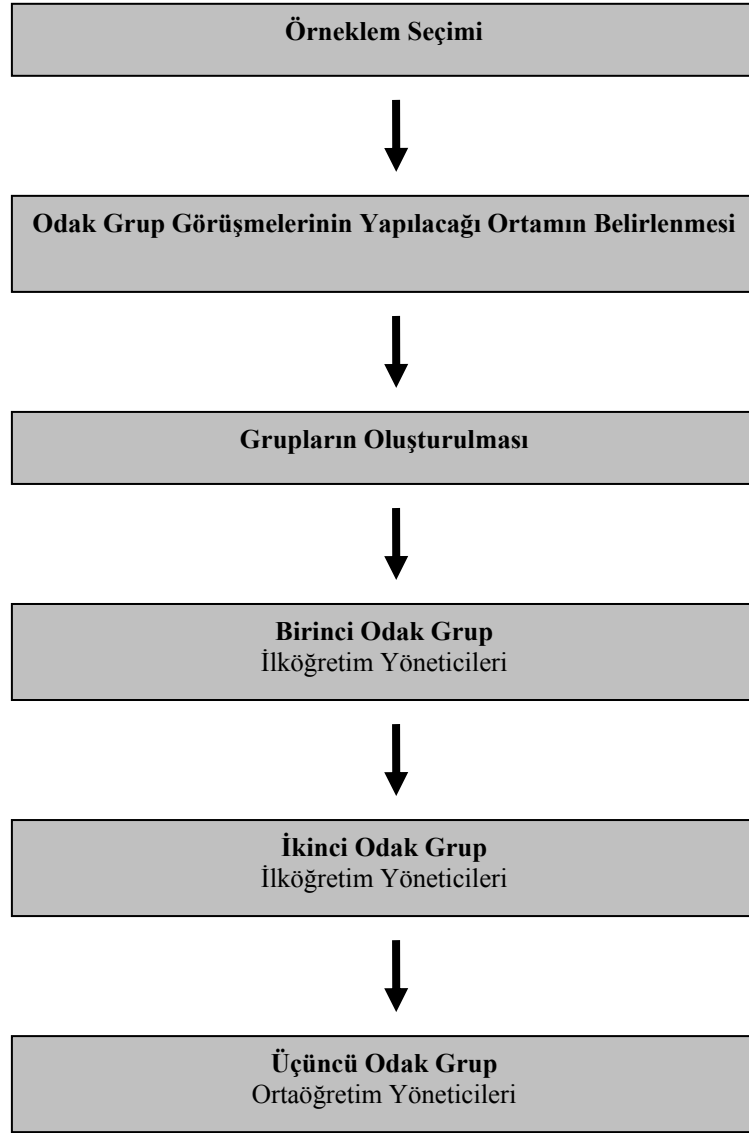 Örneklem Seçimi
Odak Grup Görüşmelerinin Yapılacağı Ortamın Belirlenmesi
Grupların Oluşturulması
Birinci Odak Grup
İlköğretim Yöneticileri
İkinci Odak Grup
İlköğretim Yöneticileri
Üçüncü Odak Grup
Ortaöğretim Yöneticileri